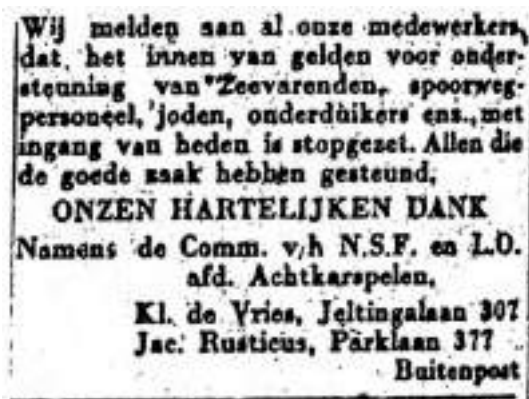 Wij melden aan al onze medewerkers,
dat het innen van gelden voor onder-
steuning van Zeevarenden, spoorweg-
personeel, joden, onderduikers ens., met
ingang van heden is stopgezet. Allen die
de goede zaak hebben gesteund,
ONZEN HARTELIJKEN DANK
Namens de Comm. v/h N.S.F. en L.O.
afd. Achtkarspelen,
Kl. de Vries, Jeltingalaan 307
Jac. Rusticus, Parklaan 377
Buitenpost